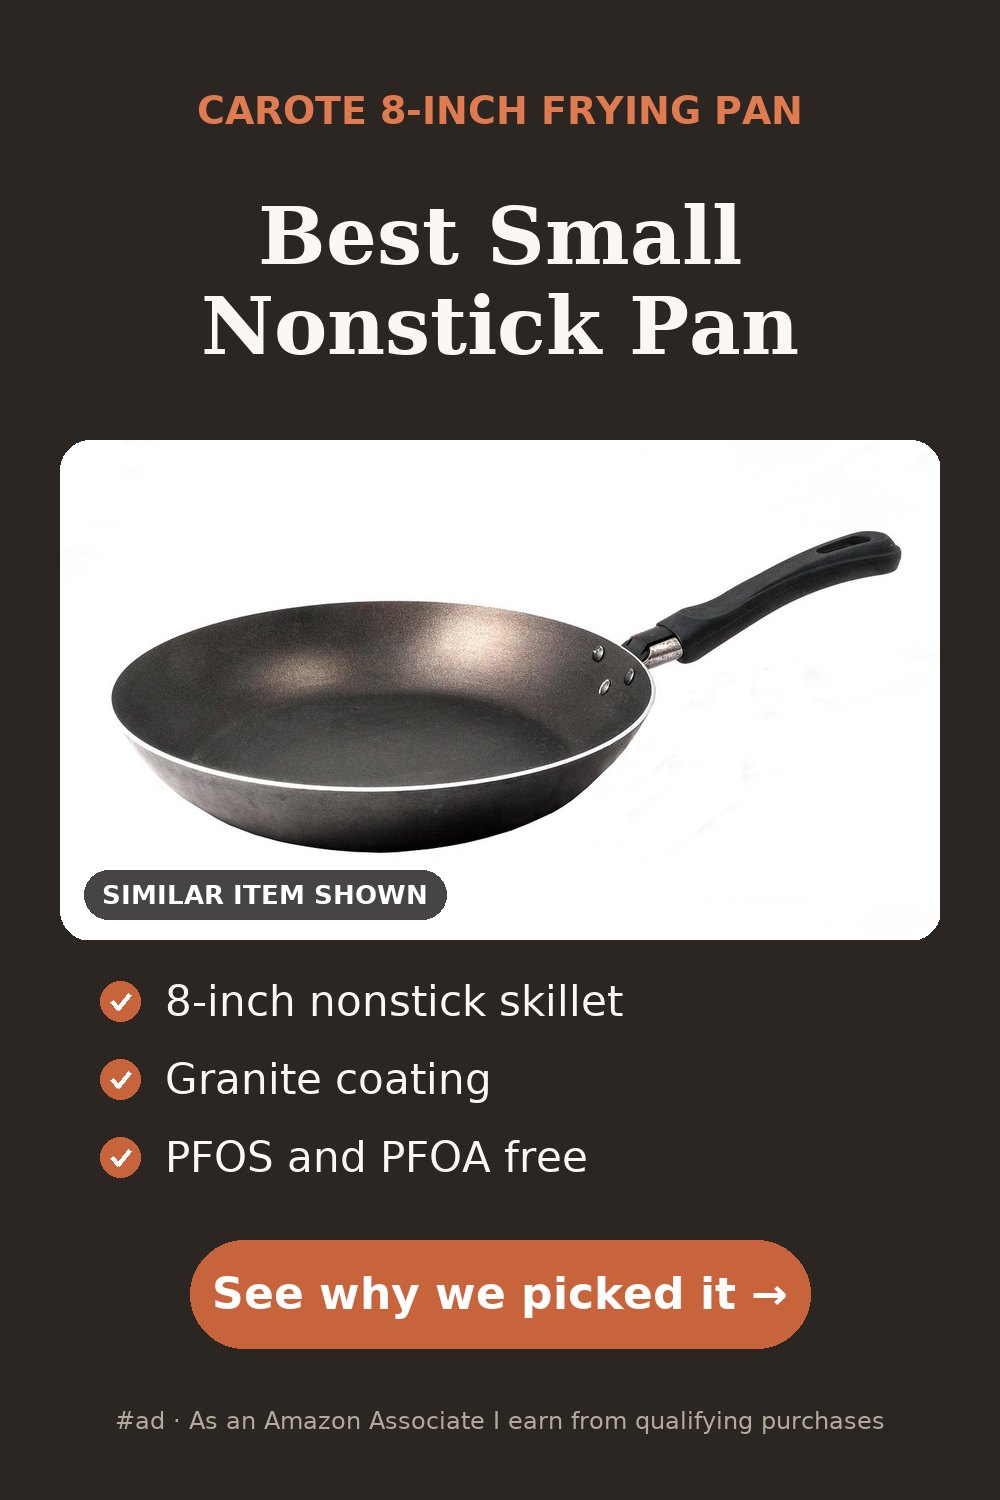 CAROTE 8-INCH FRYING PAN
Best Small
Nonstick Pan
SIMILAR ITEM SHOWN
8-inch nonstick skillet
Granite coating
PFOS and PFOA free
See why we picked it →
#ad · As an Amazon Associate I earn from qualifying purchases